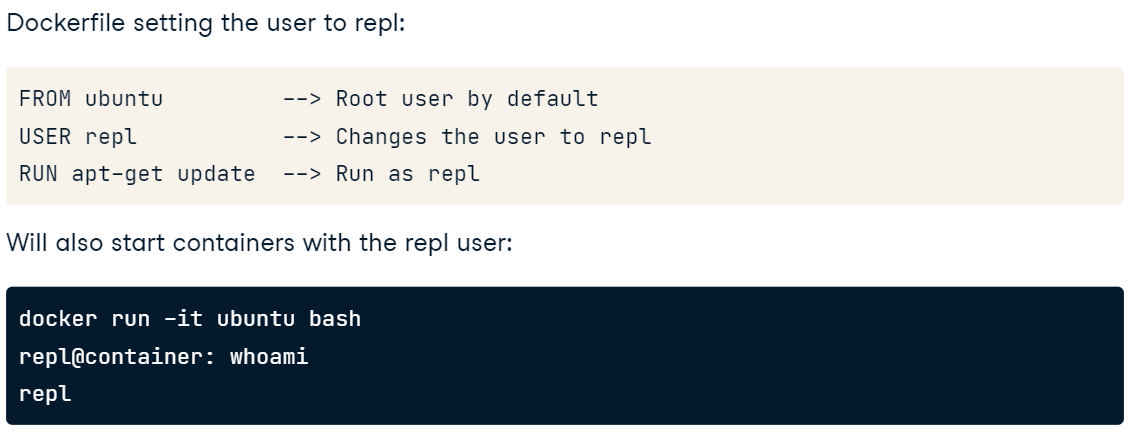 Dockerfile setting the user to repl:
FROM ubuntu --> Root user by default
USER repl --> Changes the user to repl
RUN apt-get update --> Run as repl
Will also start containers with the repl user:
docker run -it ubuntu bash
repl@container: whoami
repl